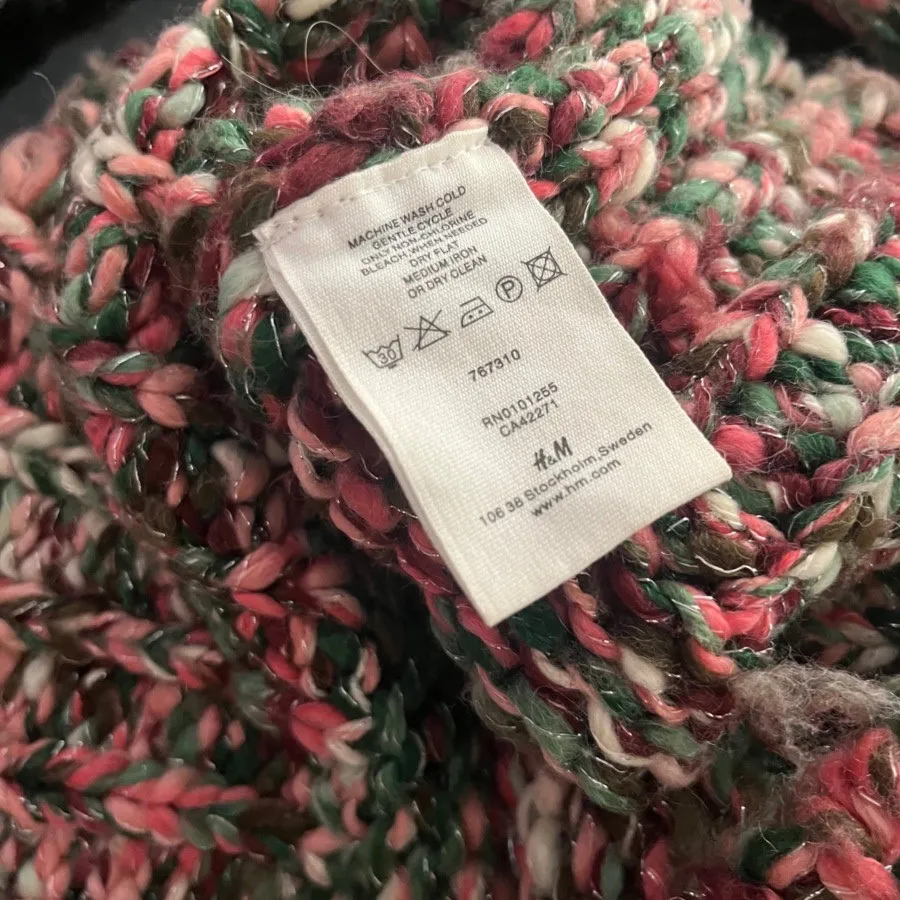 MACHINE WASH COLD
GENTLE CYCLE
ONLY NON-CHLORINE
BLEACH WHEN NEEDED
DRY FLAT
MEDIUM IRON
OR DRY CLEAN
30 P
767310
RN0101255
CA42271
H&M
106 38 Stockholm, Sweden
www.hm.com